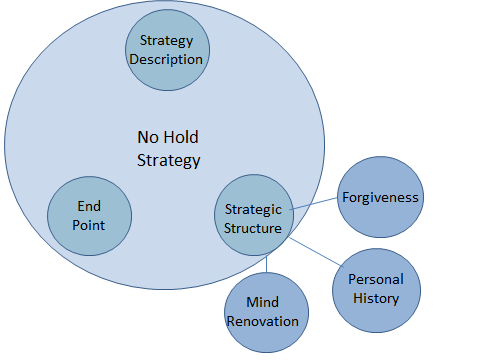 Strategy
Description
No Hold
Strategy
End
Point
Strategic
Structure
Forgiveness
Personal
History
Mind
Renovation